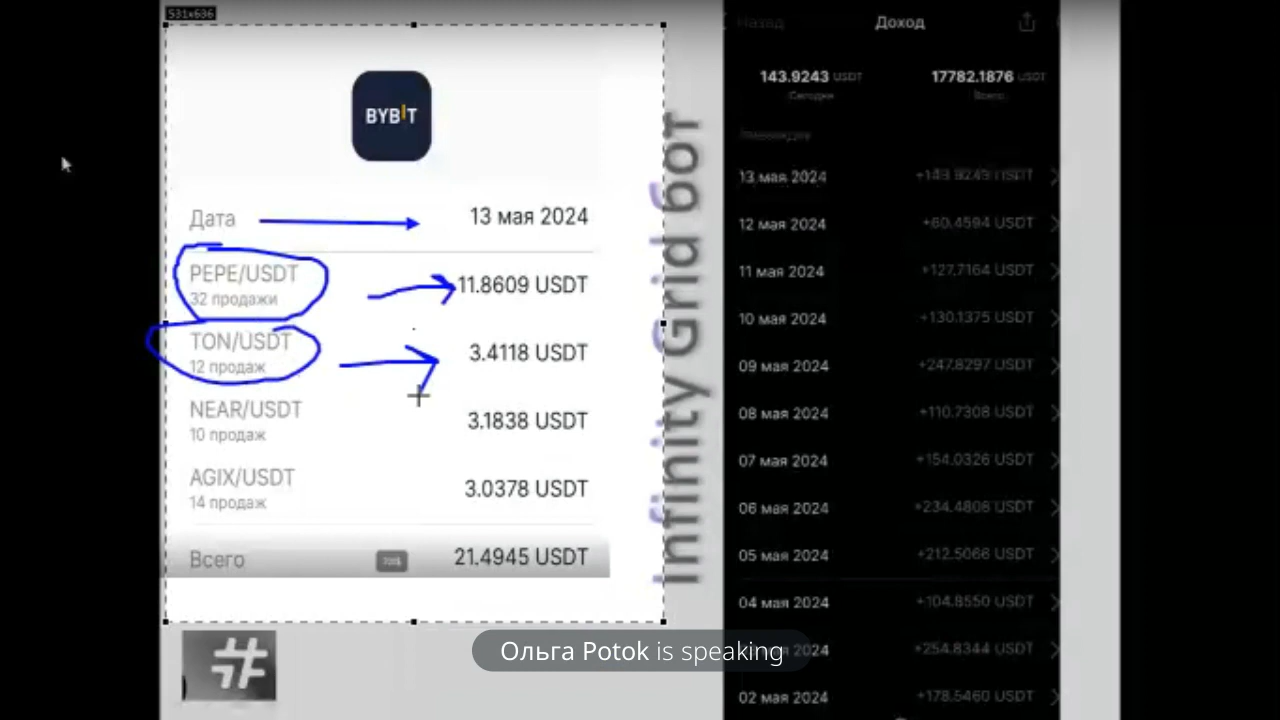 531x636
BYBIT
Дата 13 мая 2024
PEPE/USDT 11.8609 USDT
32 продажи
TON/USDT 3.4118 USDT
12 продаж
NEAR/USDT 3.1838 USDT
10 продаж
AGIX/USDT 3.0378 USDT
14 продаж
Всего 21.4945 USDT
Infinity Grid бот
Назад Доход
143.9243 USDT 17782.1876 USDT
Сегодня Всего
13 мая 2024 +143.9243 USDT
12 мая 2024 +60.4594 USDT
11 мая 2024 +127.7164 USDT
10 мая 2024 +130.1375 USDT
09 мая 2024 +247.8297 USDT
08 мая 2024 +110.7308 USDT
07 мая 2024 +154.0326 USDT
06 мая 2024 +234.4806 USDT
05 мая 2024 +212.5066 USDT
04 мая 2024 +104.8550 USDT
2024 +254.8344 USDT
02 мая 2024 +178.5460 USDT
Ольга Potok is speaking